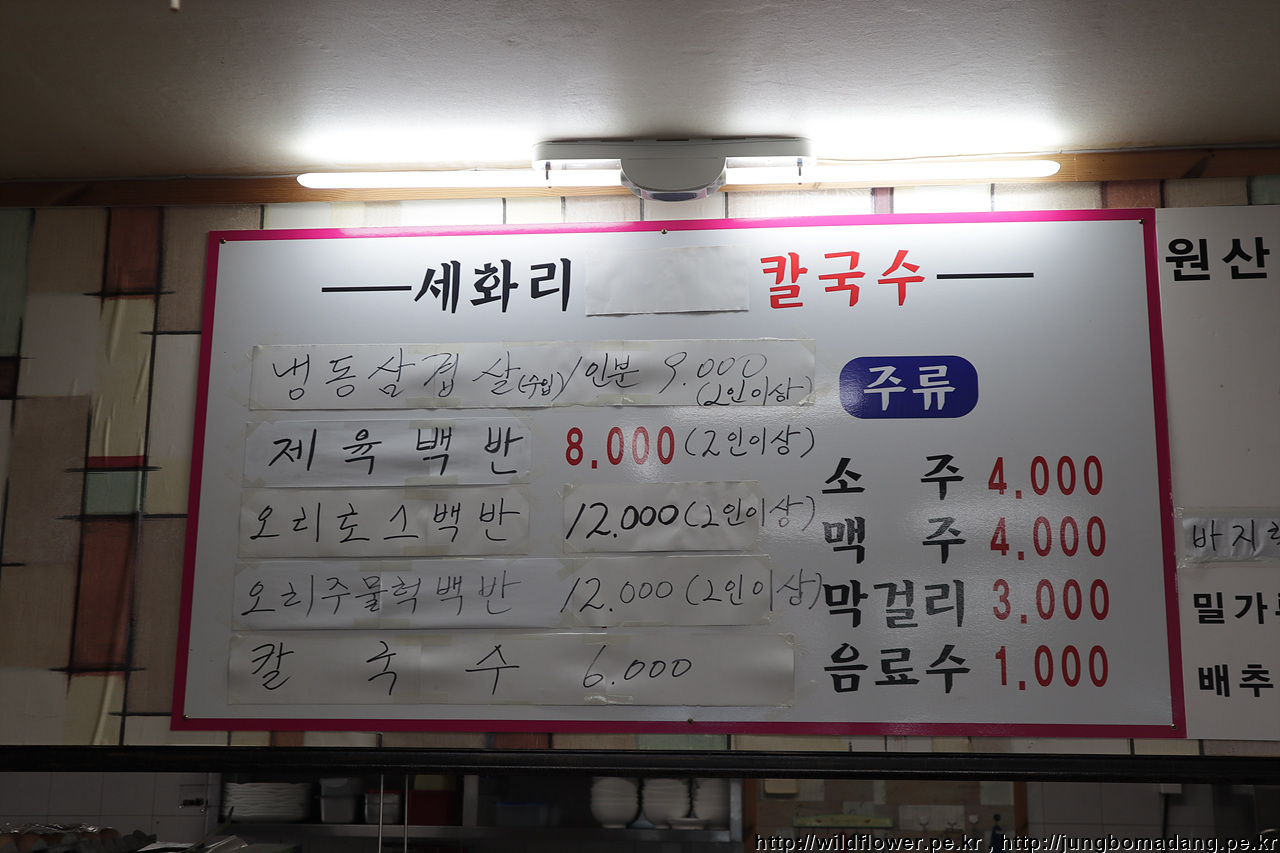 세화리 칼국수
냉동삼겹살(수입)/인분 9.000
(2인이상)
제육백반 8.000 (2인이상)
오리로스백반 12.000 (2인이상)
오리주물럭백반 12.000 (2인이상)
칼국수 6.000
주류
소주 4.000
맥주 4.000
막걸리 3.000
음료수 1.000
원산
바지
밀가
배추
http://wildflower.pe.kr , http://jungbomadang.pe.kr